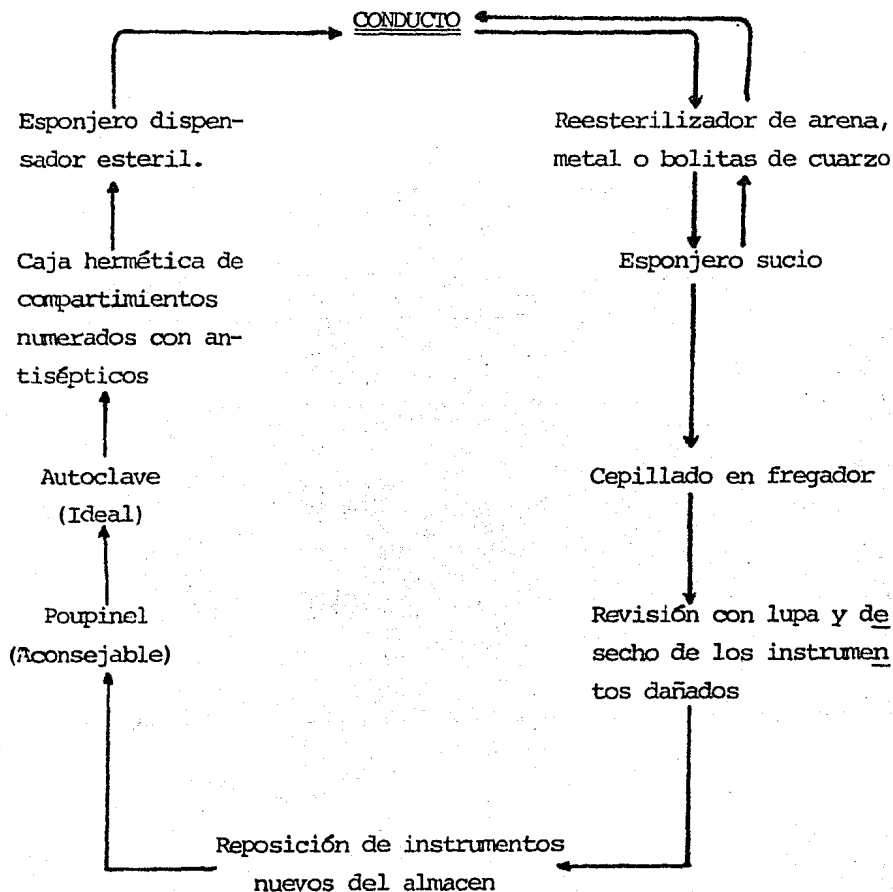 CONDUCTO
Esponjero dispen-
sador esteril.
Caja hermética de
compartimientos
numerados con an-
tisépticos
Autoclave
(Ideal)
Poupinel
(Aconsejable)
Reesterilizador de arena,
metal o bolitas de cuarzo
Esponjero sucio
Cepillado en fregador
Revisión con lupa y de
secho de los instrumen
tos dañados
Reposición de instrumentos
nuevos del almacen